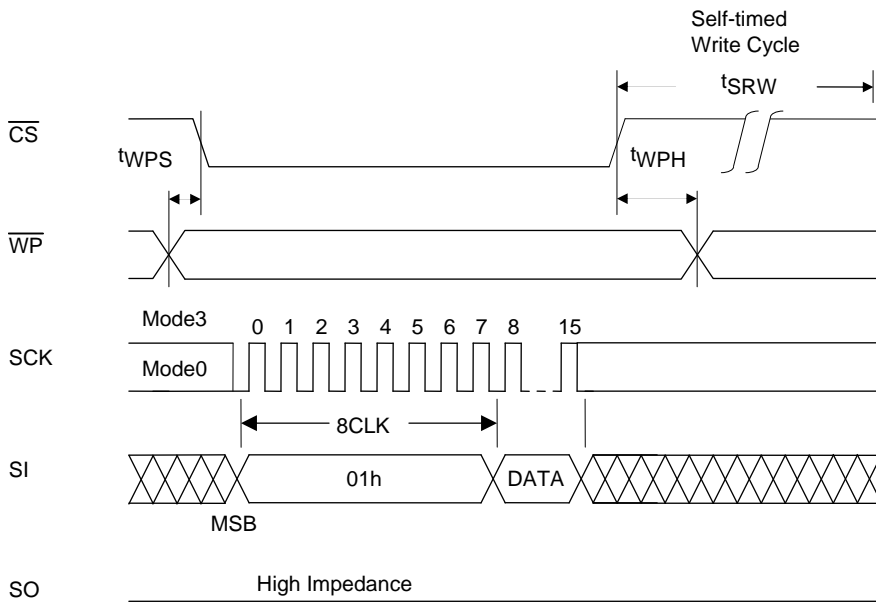 Self-timed
Write Cycle
tSRW
CS
tWPS
tWPH
WP
Mode3
0 1 2 3 4 5 6 7 8 15
SCK
Mode0
8CLK
SI
01h
DATA
MSB
High Impedance
SO